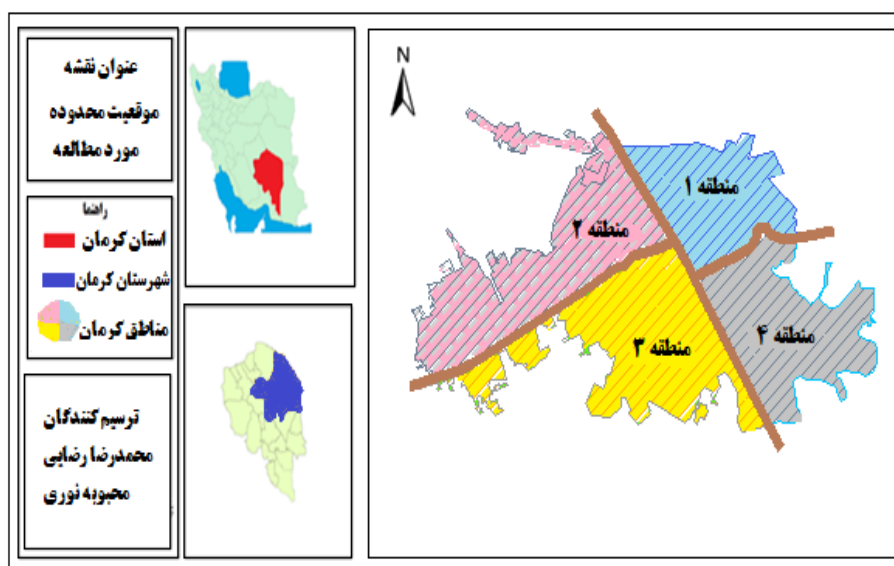 عنوان نقشه
موقعیت محدوده
مورد مطالعه
راهنما
استان کرمان
شهرستان کرمان
مناطق کرمان
ترسیم کنندگان
محمدرضا رضایی
محبوبه نوری
N
منطقه ۱
منطقه ۲
منطقه ۳
منطقه ۴